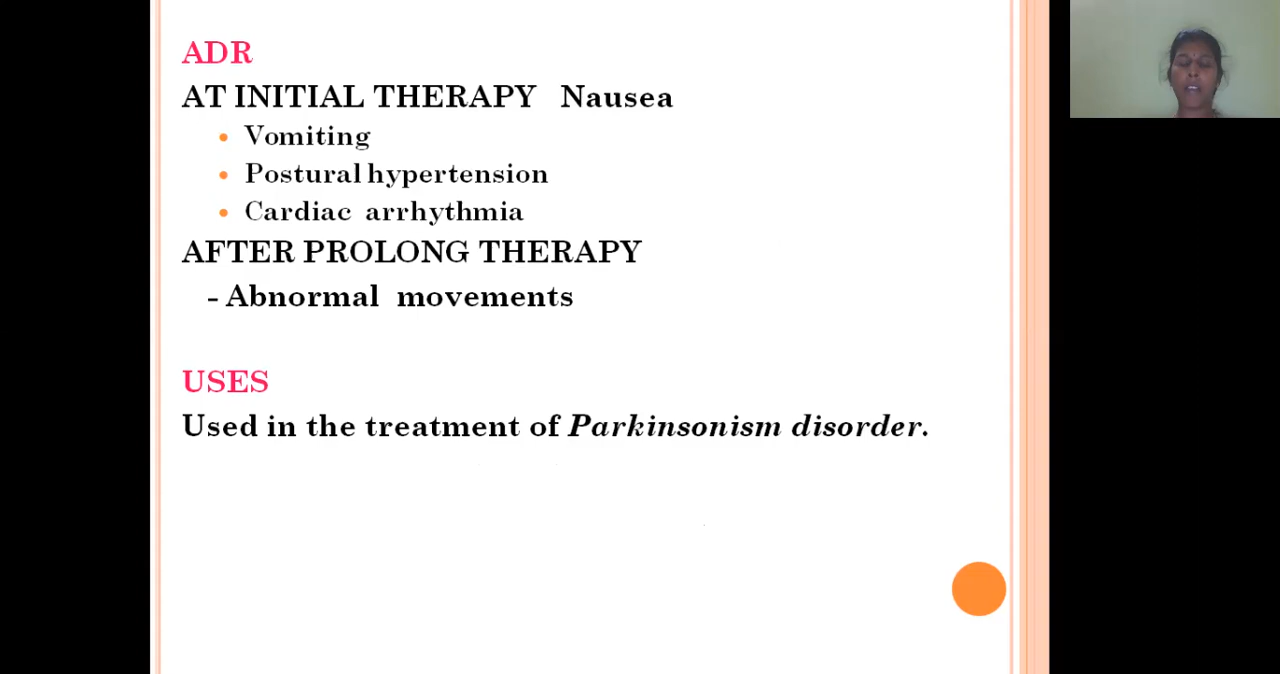 ADR
AT INITIAL THERAPY Nausea
• Vomiting
• Postural hypertension
• Cardiac arrhythmia
AFTER PROLONG THERAPY
- Abnormal movements
USES
Used in the treatment of Parkinsonism disorder.